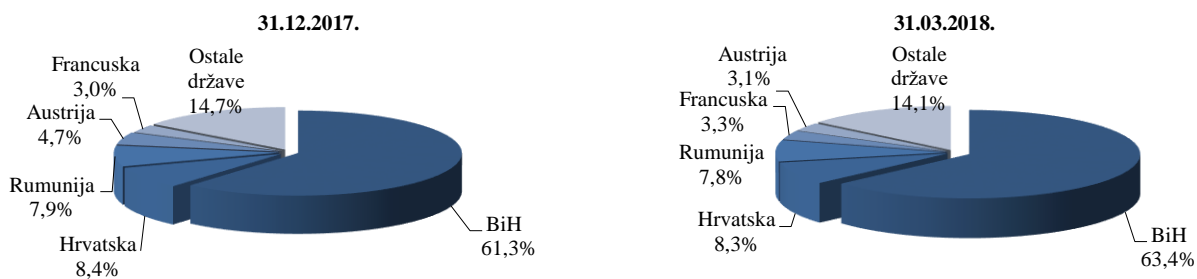 31.12.2017.
Ostale
države
14,7%
Francuska
3,0%
Austrija
4,7%
Rumunija
7,9%
Hrvatska
8,4%
BiH
61,3%
31.03.2018.
Ostale
države
14,1%
Austrija
3,1%
Francuska
3,3%
Rumunija
7,8%
Hrvatska
8,3%
BiH
63,4%